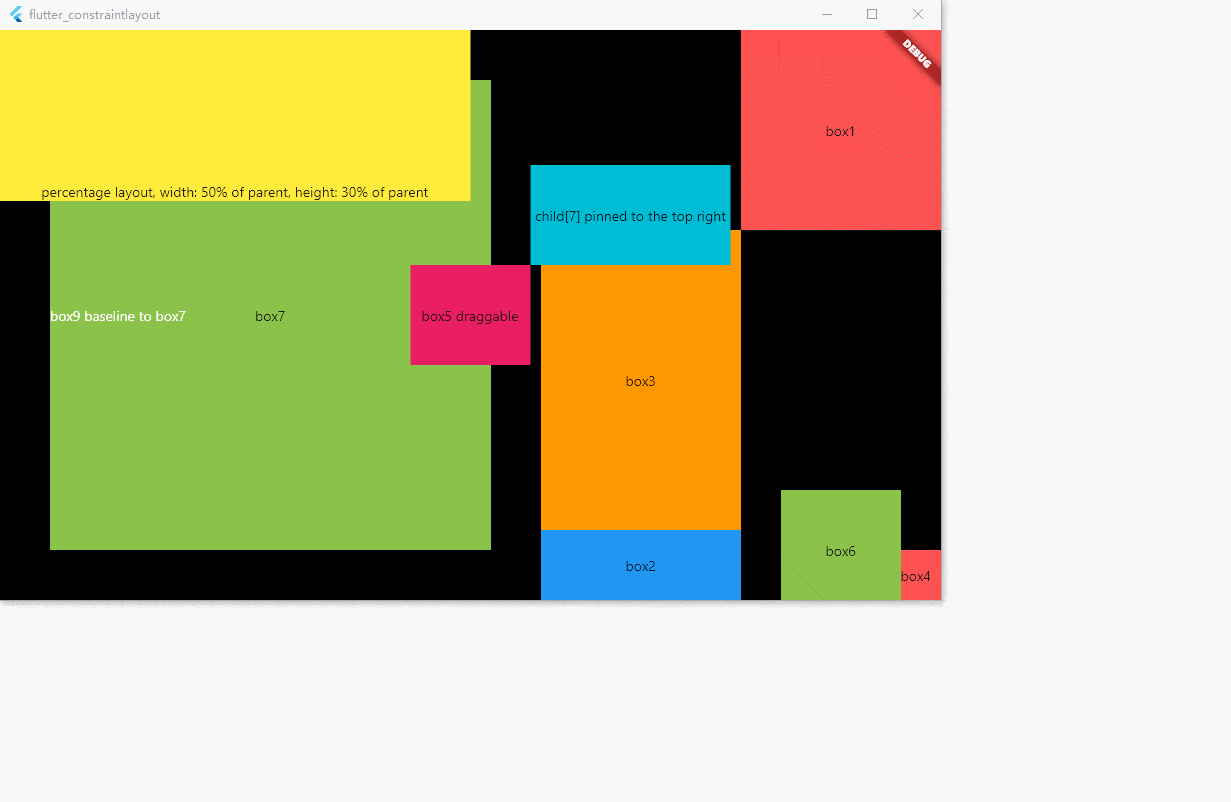 flutter_constraintlayout
DEBUG
box1
percentage layout, width: 50% of parent, height: 30% of parent
child[7] pinned to the top right
box9 baseline to box7
box7
box5 draggable
box3
box6
box2
box4